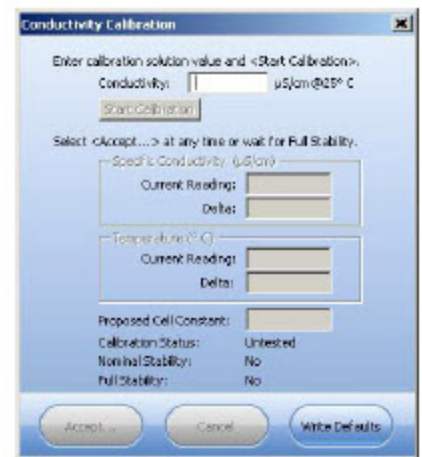 Conductivity Calibration
Enter calibration solution value and <Start Calibration>.
Conductivity: µS/cm @25° C
Start Calibration
Select <Accept...> at any time or wait for Full Stability.
Specific Conductivity (µS/cm)
Current Reading:
Delta:
Temperature (° C)
Current Reading:
Delta:
Proposed Cell Constant:
Calibration Status: Untested
Nominal Stability: No
Full Stability: No
Accept... Cancel Write Defaults